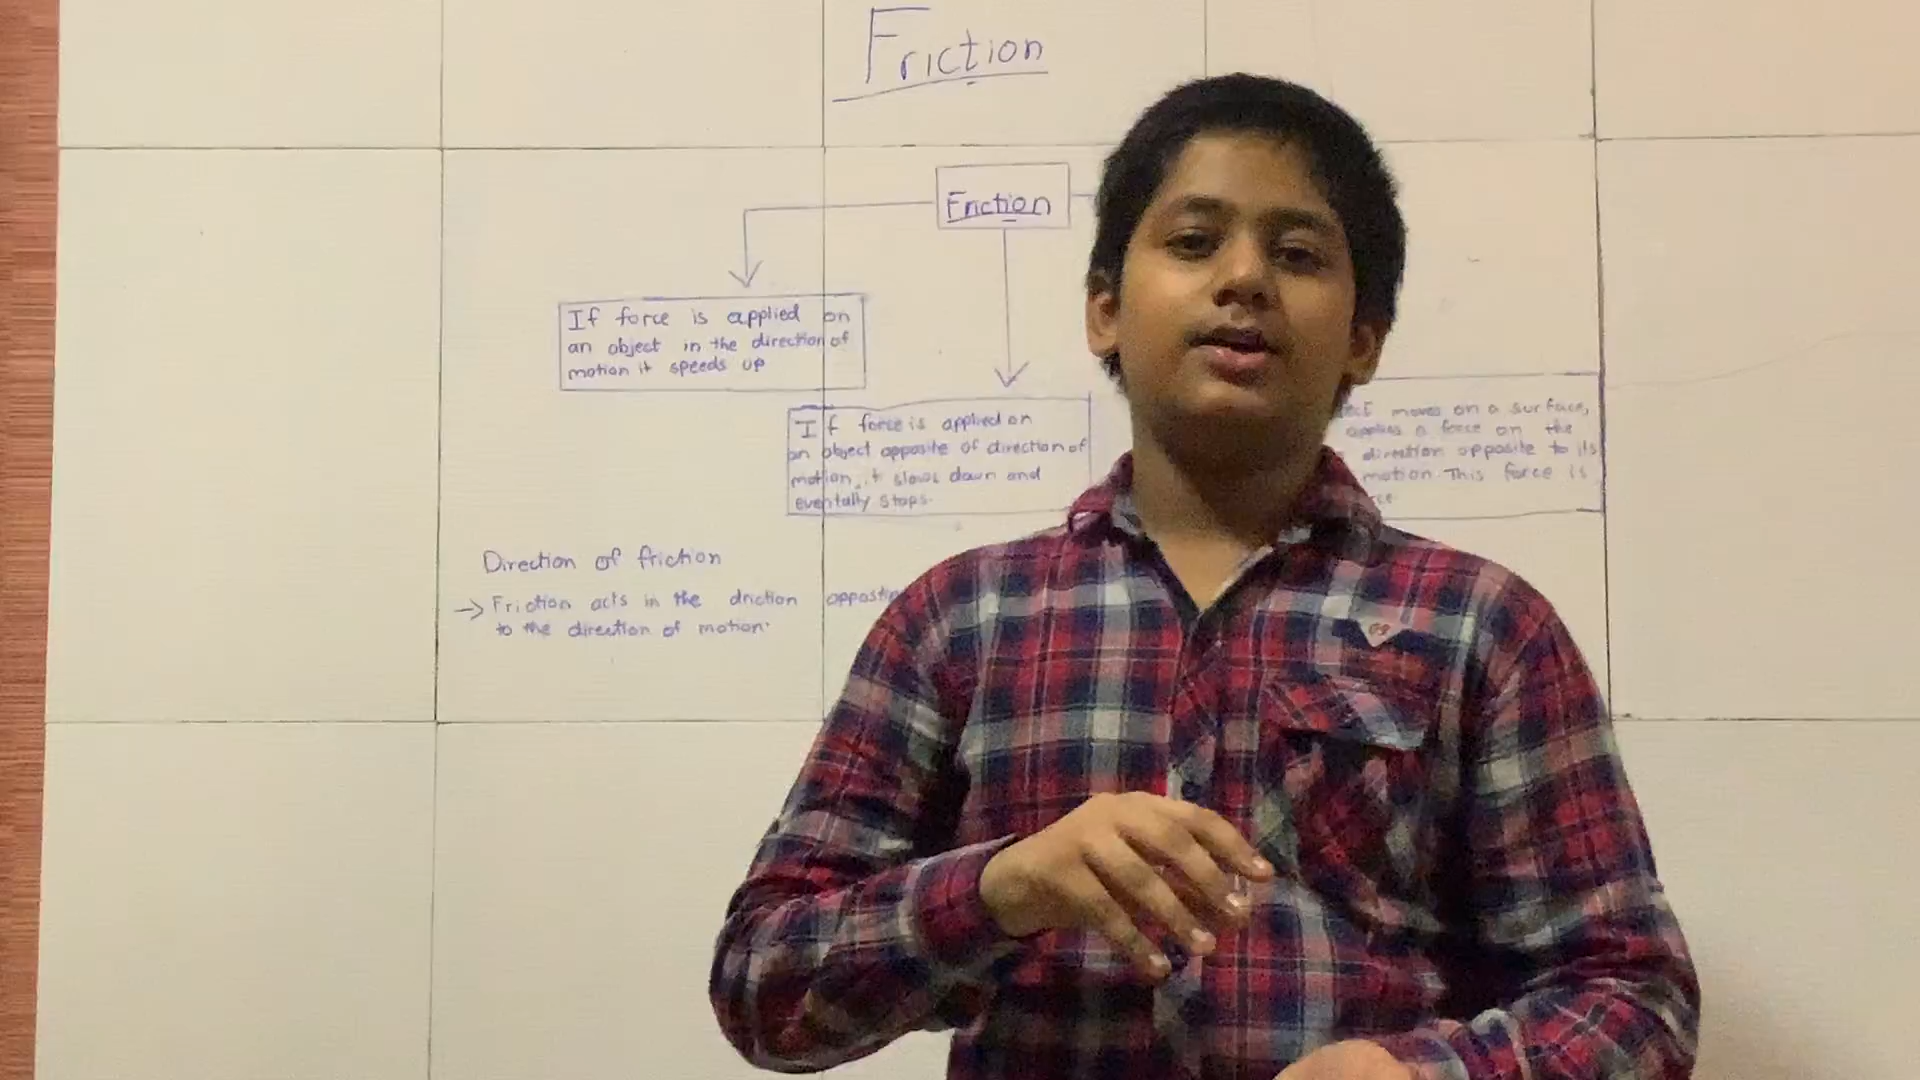 Friction
Friction
If force is applied on
an object in the direction of
motion it speeds up
If force is applied on
an object opposite of direction of
motion, it slows down and
eventally stops.
moves on a surface,
applies a force on the
direction opposite to its
motion. This force is
Direction of friction
→ Friction acts in the driction
to the direction of motion.